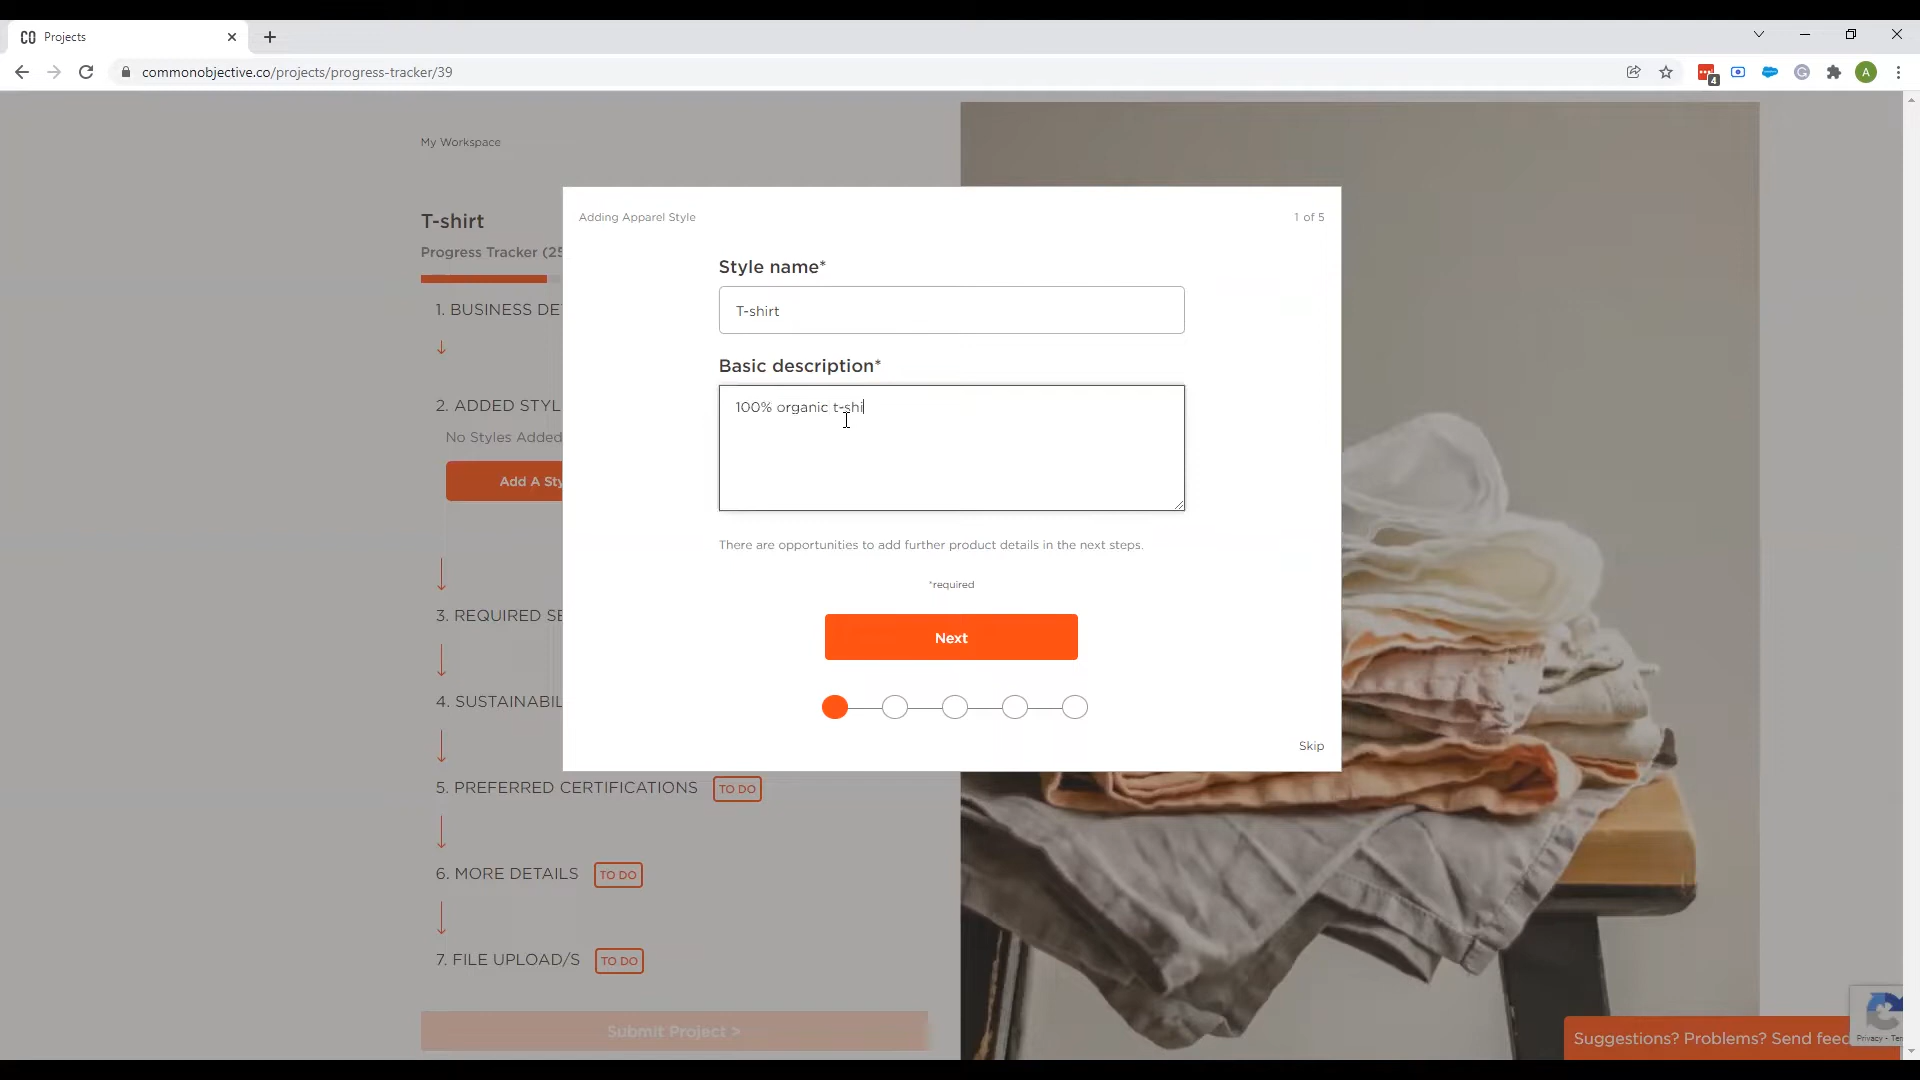 CO Projects
commonobjective.co/projects/progress-tracker/39
4
A
My Workspace
T-shirt
Progress Tracker (25
1. BUSINESS DE
2. ADDED STYL
No Styles Added
Add A Sty
3. REQUIRED SE
4. SUSTAINABIL
5. PREFERRED CERTIFICATIONS TO DO
6. MORE DETAILS TO DO
7. FILE UPLOAD/S TO DO
Submit Project >
Adding Apparel Style
1 of 5
Style name*
T-shirt
Basic description*
100% organic t-shi
There are opportunities to add further product details in the next steps.
*required
Next
Skip
Suggestions? Problems? Send feed
Privacy - Ter